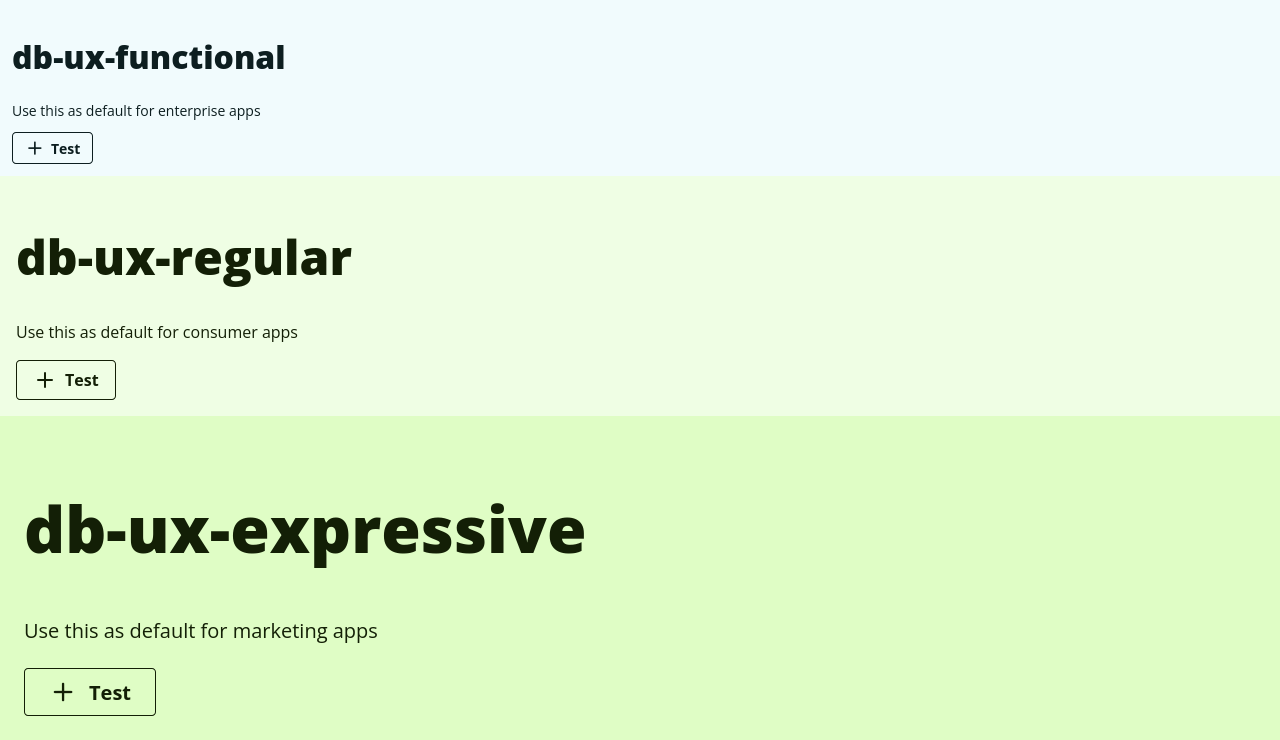 db-ux-functional
Use this as default for enterprise apps
Test
db-ux-regular
Use this as default for consumer apps
Test
db-ux-expressive
Use this as default for marketing apps
Test